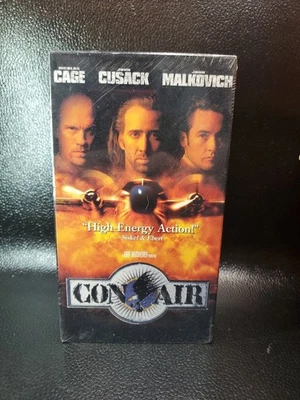 CAGE CUSACK MALKOVICH
"High Energy Action!"
-Siskel & Ebert
CON AIR